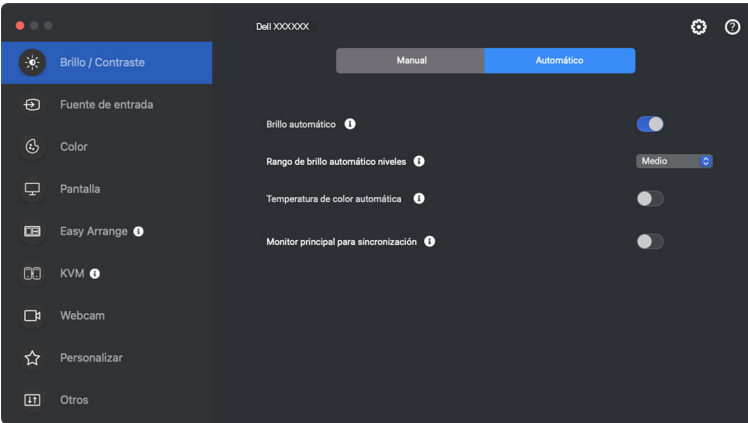 Dell XXXXXX
Manual
Automático
Brillo / Contraste
Fuente de entrada
Color
Pantalla
Easy Arrange
KVM
Webcam
Personalizar
Otros
Brillo automático
Rango de brillo automático niveles
Medio
Temperatura de color automática
Monitor principal para sincronización